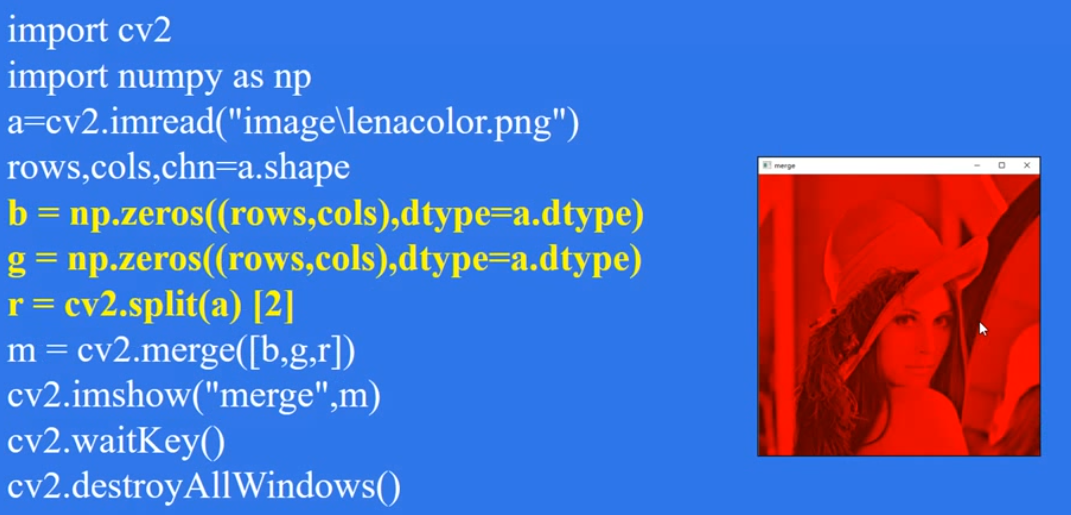 import cv2
import numpy as np
a=cv2.imread("image\lenacolor.png")
rows,cols,chn=a.shape
b = np.zeros((rows,cols),dtype=a.dtype)
g = np.zeros((rows,cols),dtype=a.dtype)
r = cv2.split(a) [2]
m = cv2.merge([b,g,r])
cv2.imshow("merge",m)
cv2.waitKey()
cv2.destroyAllWindows()
merge